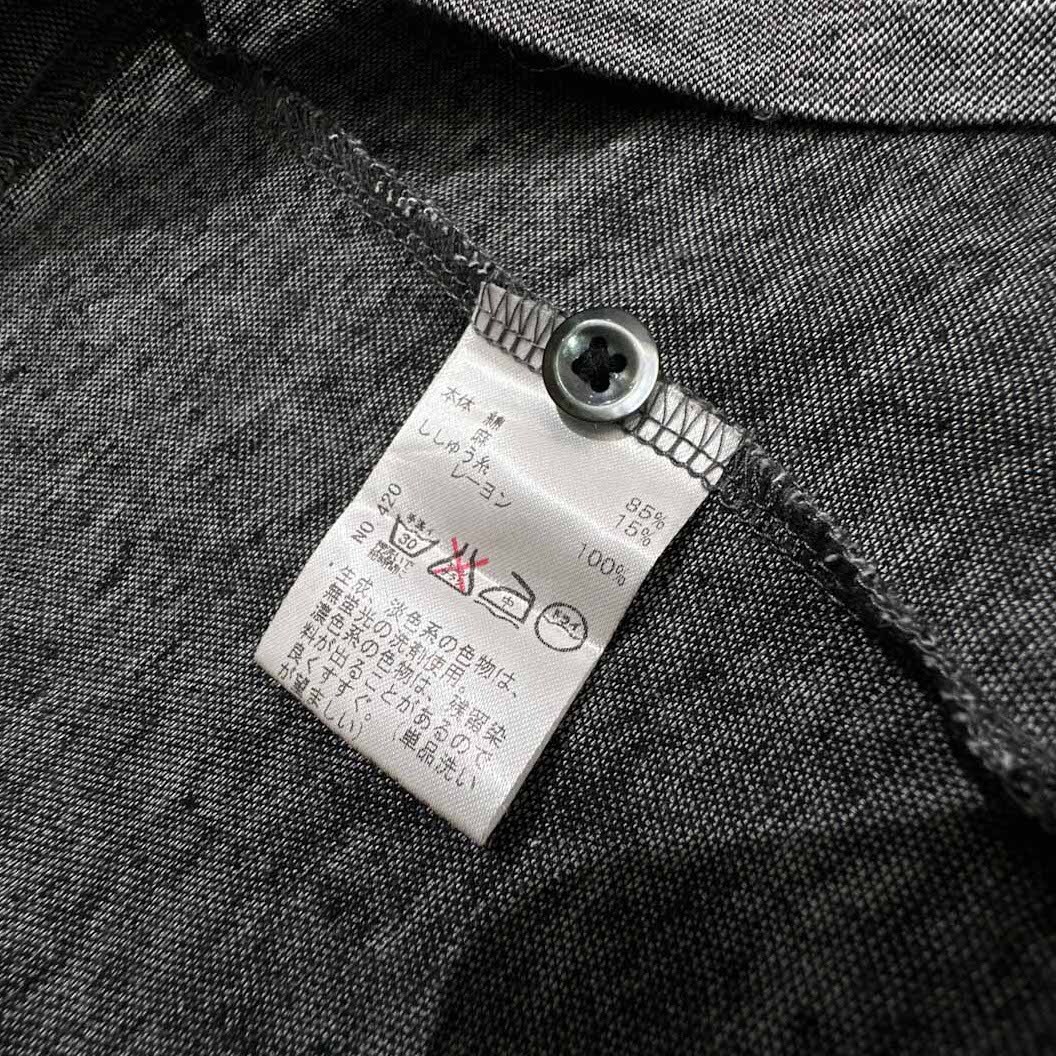 本体 綿 85%
麻 15%
ししゅう糸
レーヨン 100%
NO 420
30 中
・生成、淡色系の色物は、
無蛍光の洗剤使用。
濃色系の色物は、残留染
料が出ることがあるので
良くすすぐ。(単品洗い
が望ましい)